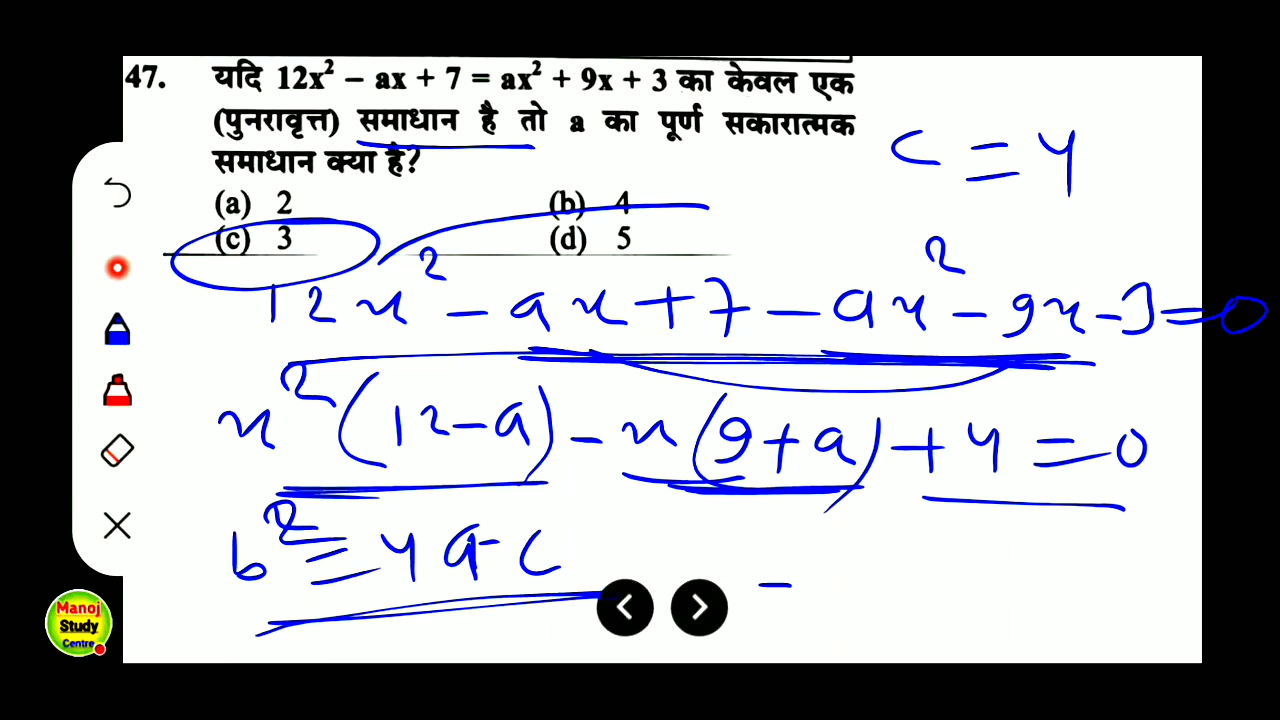 47. यदि 12x² − ax + 7 = ax² + 9x + 3 का केवल एक
(पुनरावृत्त) समाधान है तो a का पूर्ण सकारात्मक
समाधान क्या है?
(a) 2 (b) 4
(c) 3 (d) 5
c = 4
12x² − ax + 7 − ax² − 9x − 3 = 0
x²(12−a) − x(9+a) + 4 = 0
b² = 4ac
−
Manoj
Study
Centre